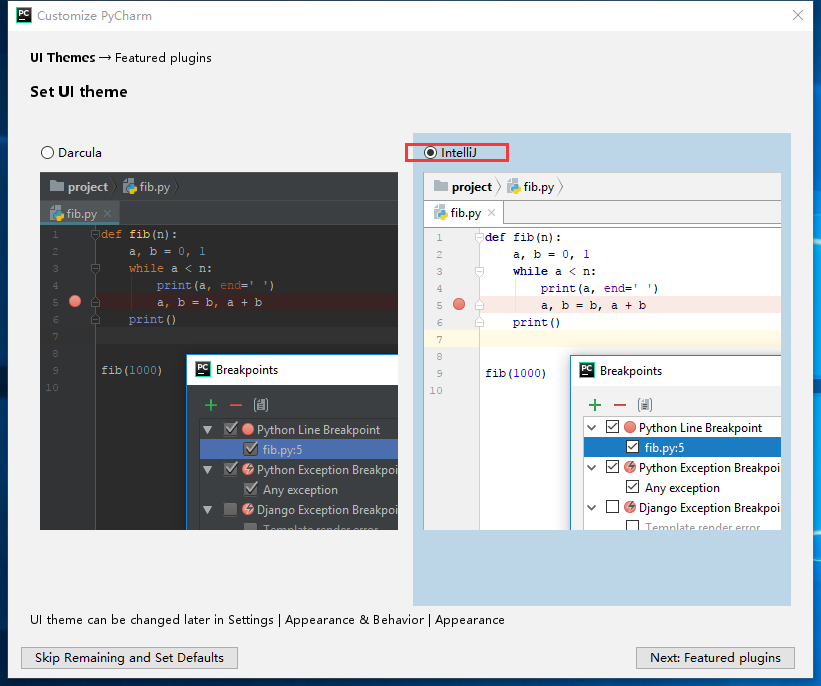 PC Customize PyCharm
UI Themes → Featured plugins
Set UI theme
Darcula
project fib.py
fib.py
1 def fib(n):
2 a, b = 0, 1
3 while a < n:
4 print(a, end=' ')
5 a, b = b, a + b
6 print()
7
8
9 fib(1000)
10
PC Breakpoints
Python Line Breakpoint
fib.py:5
Python Exception Breakpoi
Any exception
Django Exception Breakpoi
Template render error
IntelliJ
project fib.py
fib.py
1 def fib(n):
2 a, b = 0, 1
3 while a < n:
4 print(a, end=' ')
5 a, b = b, a + b
6 print()
7
8
9 fib(1000)
10
PC Breakpoints
Python Line Breakpoint
fib.py:5
Python Exception Breakpoi
Any exception
Django Exception Breakpoi
Template render error
UI theme can be changed later in Settings | Appearance & Behavior | Appearance
Skip Remaining and Set Defaults
Next: Featured plugins